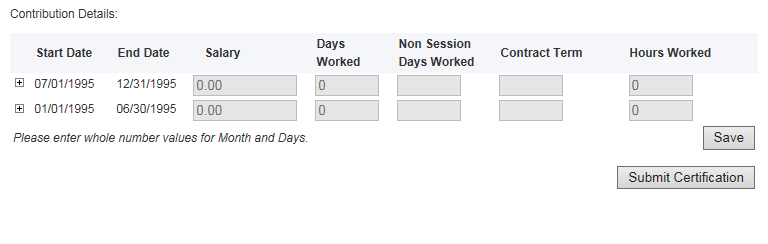 Contribution Details:
Start Date End Date Salary Days Worked Non Session Days Worked Contract Term Hours Worked
07/01/1995 12/31/1995 0.00 0 0
01/01/1995 06/30/1995 0.00 0 0
Please enter whole number values for Month and Days.
Save
Submit Certification